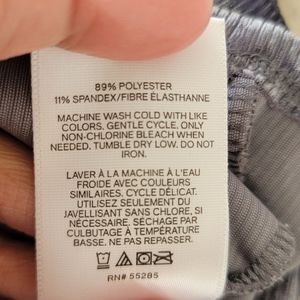 89% POLYESTER
11% SPANDEX/FIBRE ÉLASTHANNE
MACHINE WASH COLD WITH LIKE
COLORS. GENTLE CYCLE, ONLY
NON-CHLORINE BLEACH WHEN
NEEDED. TUMBLE DRY LOW. DO NOT
IRON.
LAVER À LA MACHINE À L'EAU
FROIDE AVEC COULEURS
SIMILAIRES. CYCLE DÉLICAT.
UTILISEZ SEULEMENT DU
JAVELLISANT SANS CHLORE, SI
NÉCESSAIRE. SÉCHAGE PAR
CULBUTAGE À TEMPÉRATURE
BASSE. NE PAS REPASSER.
RN# 55285